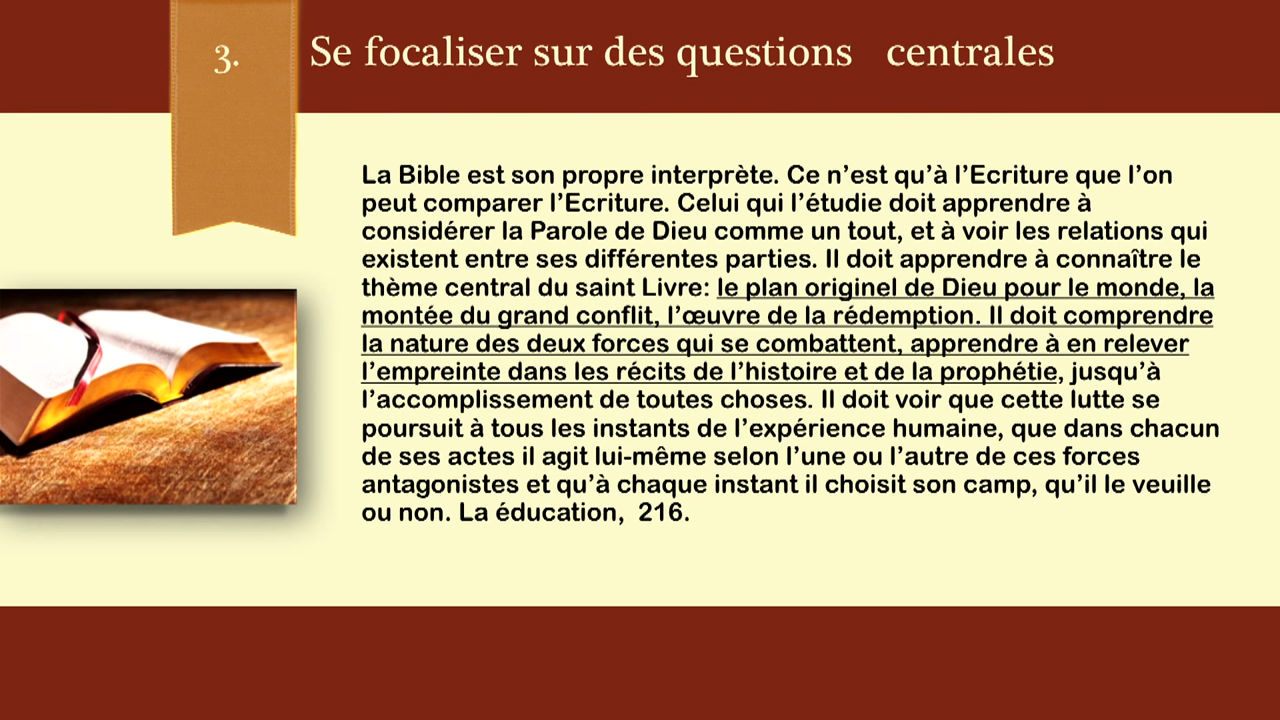 3. Se focaliser sur des questions centrales
La Bible est son propre interprète. Ce n’est qu’à l’Ecriture que l’on
peut comparer l’Ecriture. Celui qui l’étudie doit apprendre à
considérer la Parole de Dieu comme un tout, et à voir les relations qui
existent entre ses différentes parties. Il doit apprendre à connaître le
thème central du saint Livre: le plan originel de Dieu pour le monde, la
montée du grand conflit, l’œuvre de la rédemption. Il doit comprendre
la nature des deux forces qui se combattent, apprendre à en relever
l’empreinte dans les récits de l’histoire et de la prophétie, jusqu’à
l’accomplissement de toutes choses. Il doit voir que cette lutte se
poursuit à tous les instants de l’expérience humaine, que dans chacun
de ses actes il agit lui-même selon l’une ou l’autre de ces forces
antagonistes et qu’à chaque instant il choisit son camp, qu’il le veuille
ou non. La éducation, 216.